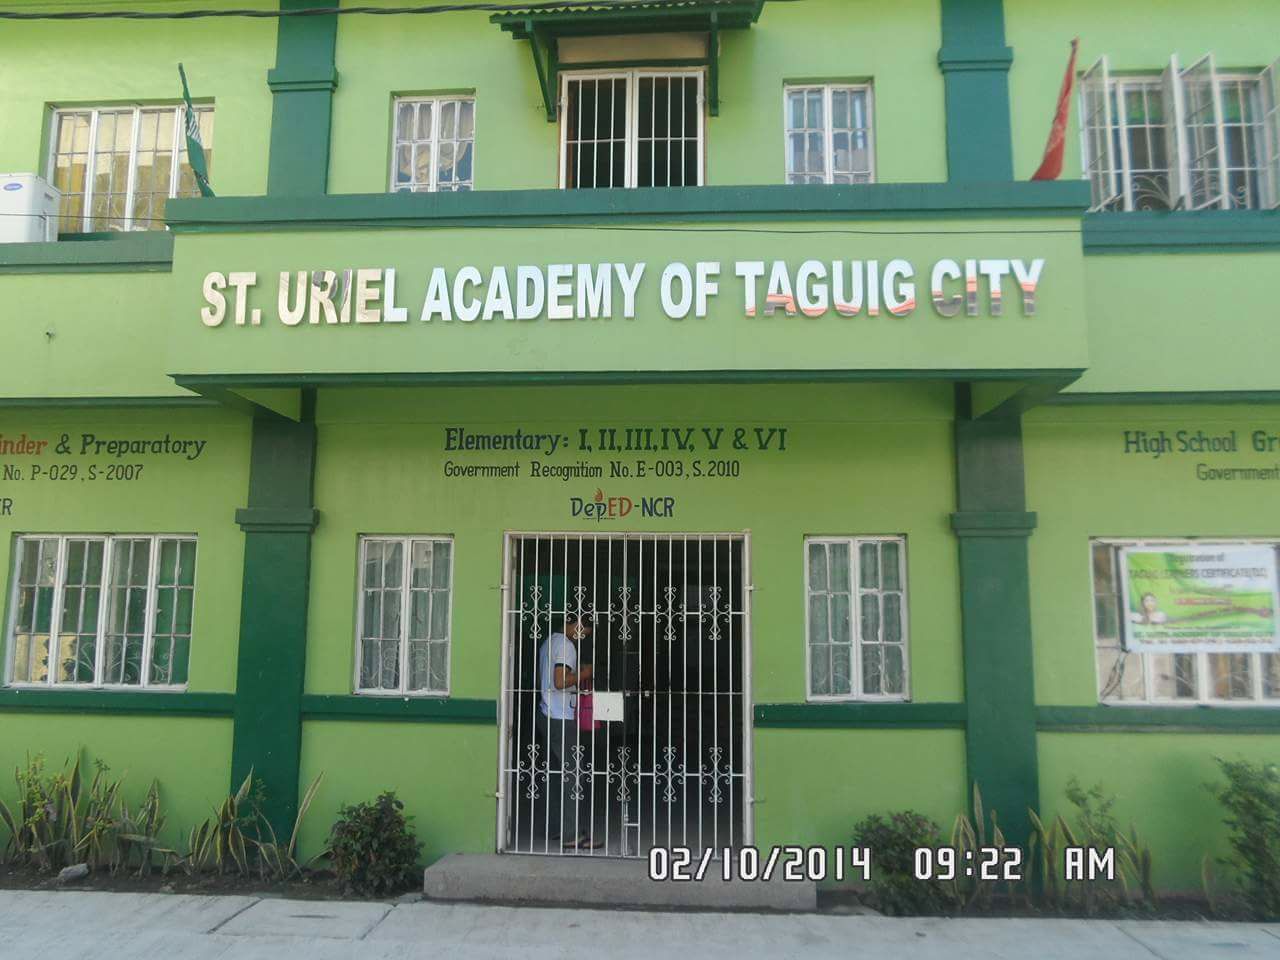 ST. URIEL ACADEMY OF TAGUIG CITY
inder & Preparatory
No. P-029, S-2007
Elementary: I, II, III, IV, V & VI
Government Recognition No. E-003, S. 2010
DepED-NCR
High School Gr
Government
02/10/2014 09:22 AM